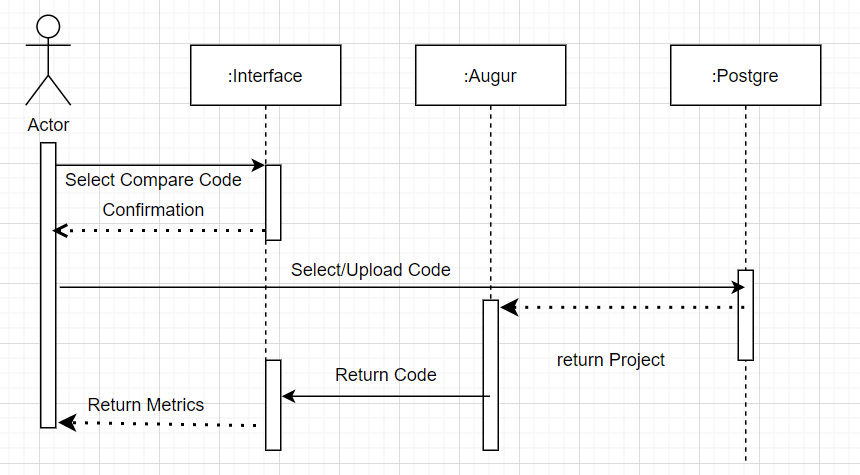 :Interface
:Augur
:Postgre
Actor
Select Compare Code
Confirmation
Select/Upload Code
return Project
Return Code
Return Metrics